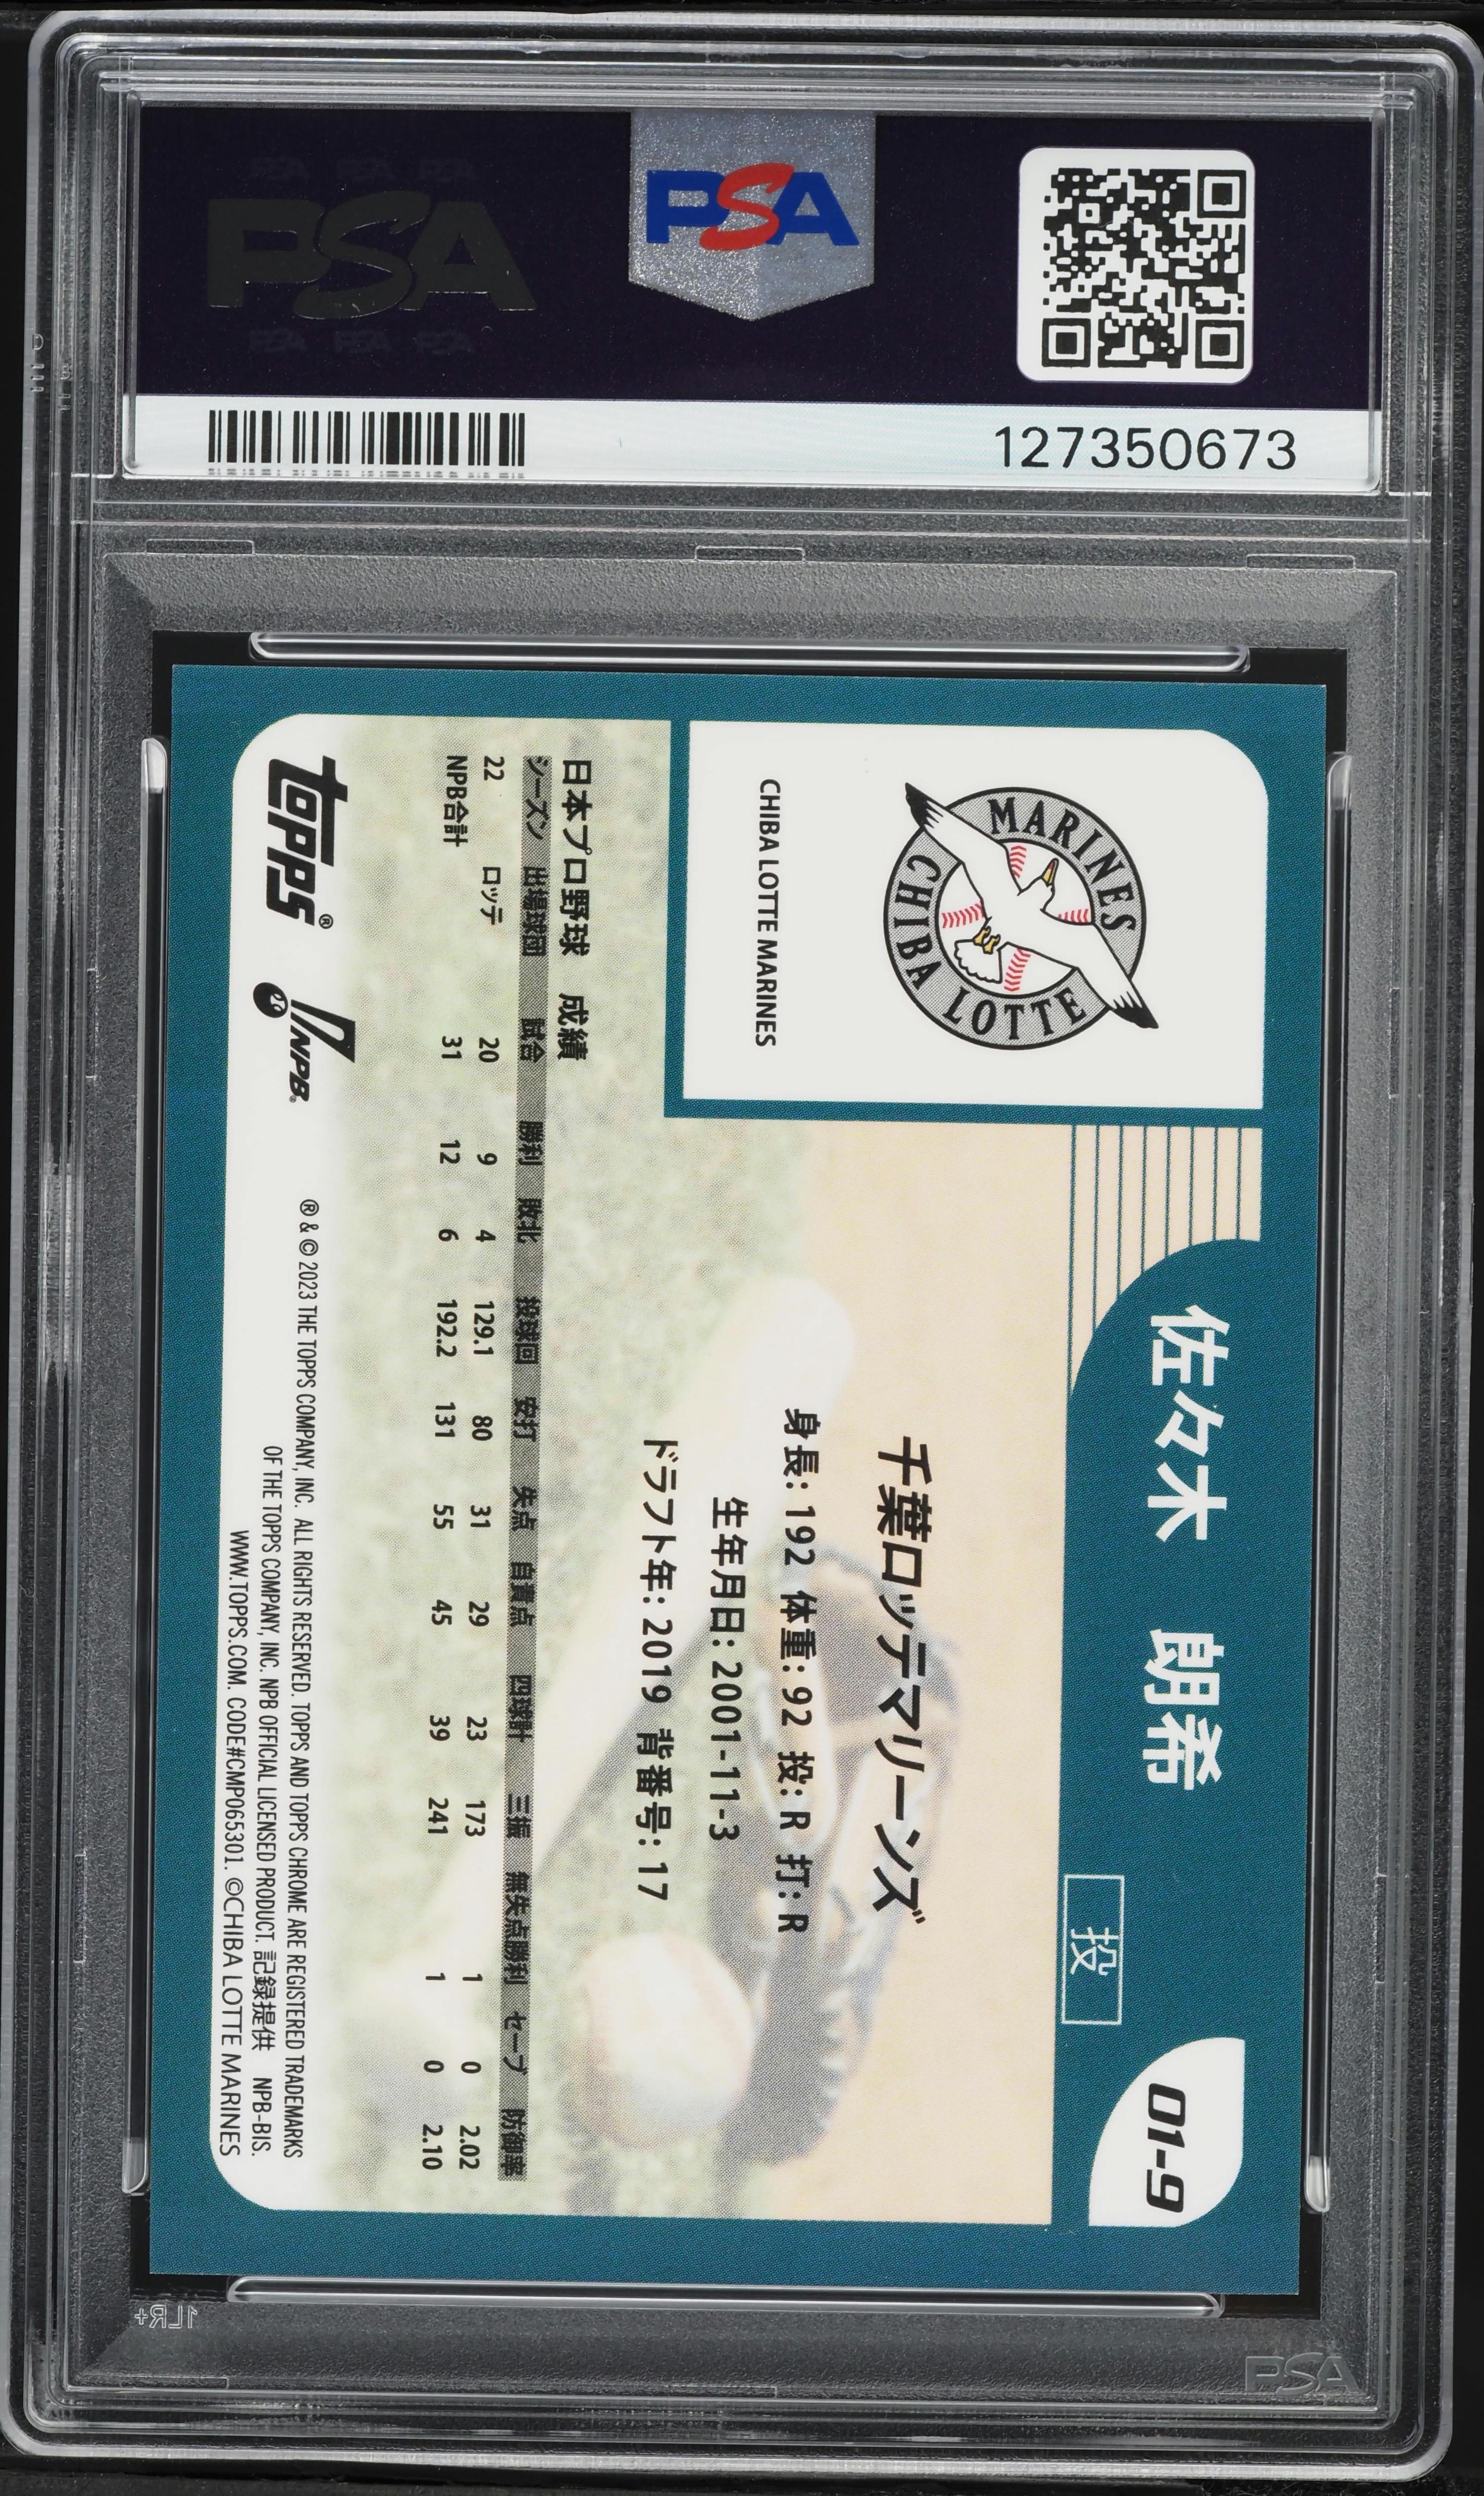 PSA
PSA
127350673
佐々木 朗希
投
01-9
MARINES
CHIBA LOTTE
CHIBA LOTTE MARINES
千葉ロッテマリーンズ
身長: 192 体重: 92 投: R 打: R
生年月日: 2001-11-3
ドラフト年: 2019 背番号: 17
日本プロ野球 成績
シーズン 出場球団 試合 勝利 敗北 投球回 安打 失点 自責点 四球計 三振 無失点勝利 セーブ 防御率
22 ロッテ 20 9 4 129.1 80 31 29 23 173 1 0 2.02
NPB合計 31 12 6 192.2 131 55 45 39 241 1 0 2.10
topps®
NPB®
® & © 2023 THE TOPPS COMPANY, INC. ALL RIGHTS RESERVED. TOPPS AND TOPPS CHROME ARE REGISTERED TRADEMARKS
OF THE TOPPS COMPANY, INC. NPB OFFICIAL LICENSED PRODUCT. 記録提供 NPB-BIS.
WWW.TOPPS.COM. CODE#CMP065301. ©CHIBA LOTTE MARINES
1LR+
PSA